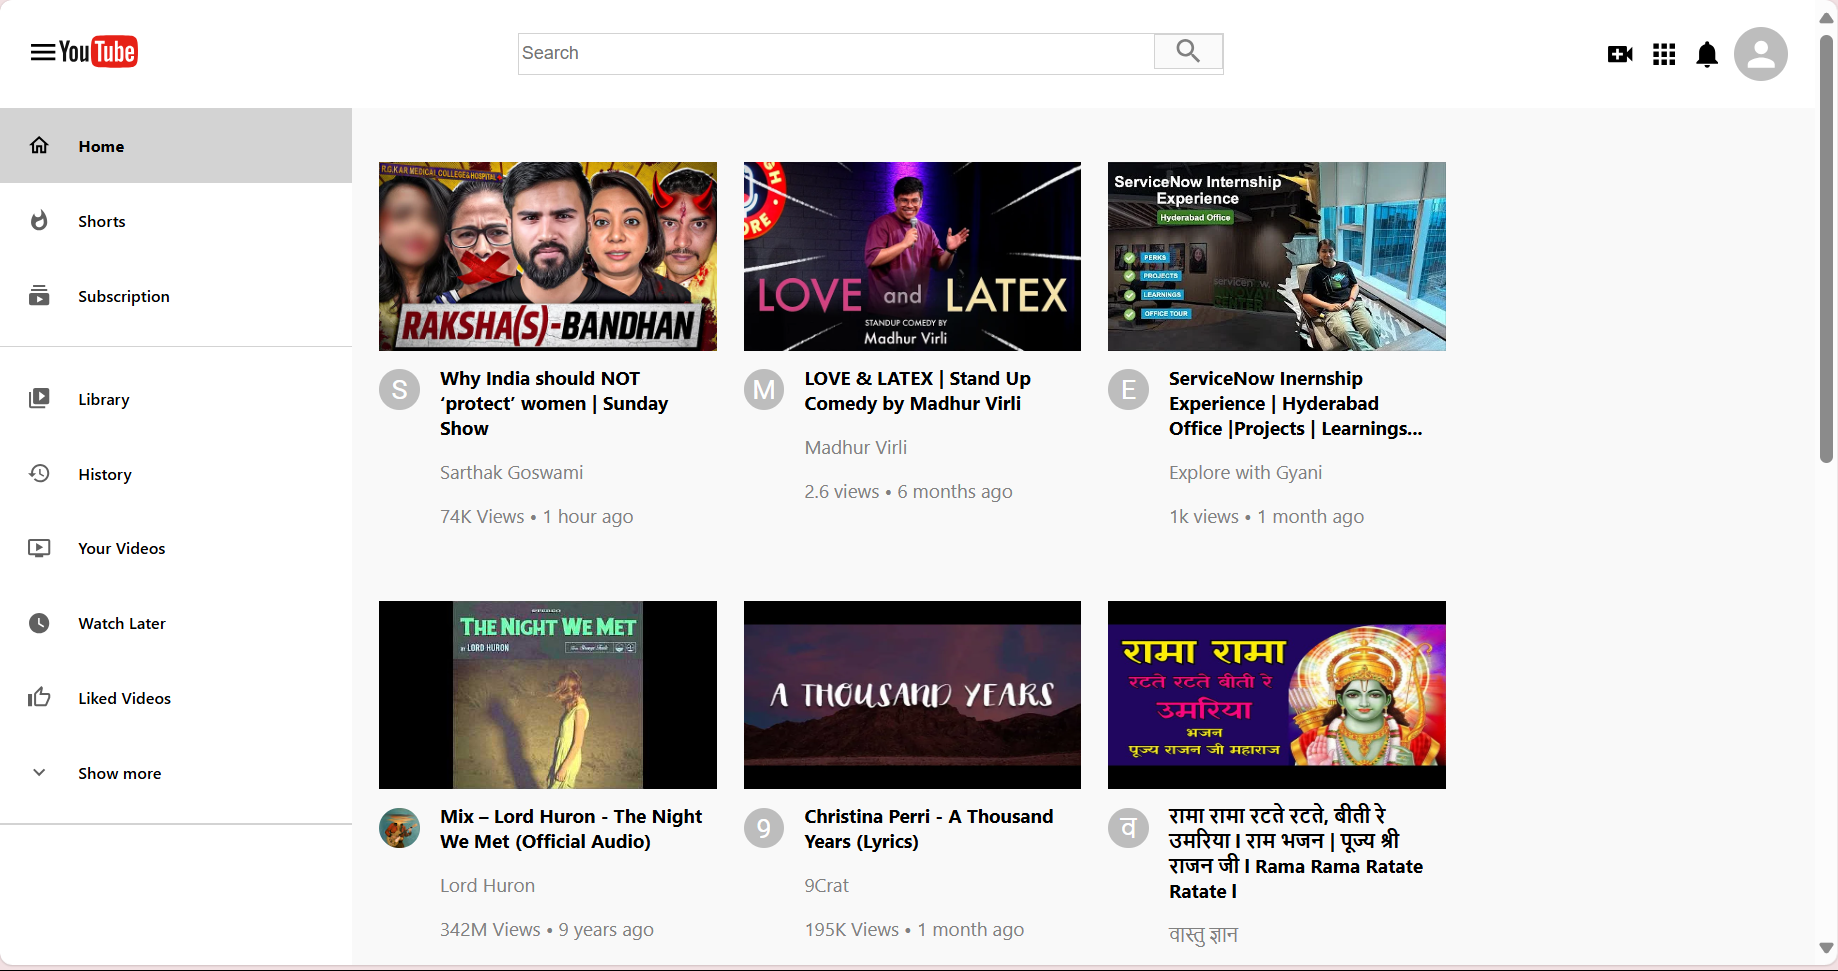 YouTube
Search
Home
Shorts
Subscription
Library
History
Your Videos
Watch Later
Liked Videos
Show more
R.G.KAR MEDICAL COLLEGE & HOSPITAL
RAKSHA(S)-BANDHAN
S
Why India should NOT
‘protect’ women | Sunday
Show
Sarthak Goswami
74K Views • 1 hour ago
LOVE and LATEX
STANDUP COMEDY BY
Madhur Virli
M
LOVE & LATEX | Stand Up
Comedy by Madhur Virli
Madhur Virli
2.6 views • 6 months ago
ServiceNow Internship
Experience
Hyderabad Office
PERKS
PROJECTS
LEARNINGS
OFFICE TOUR
servicenow.
E
ServiceNow Inernship
Experience | Hyderabad
Office |Projects | Learnings...
Explore with Gyani
1k views • 1 month ago
STEREO
THE NIGHT WE MET
BY LORD HURON
Mix – Lord Huron - The Night
We Met (Official Audio)
Lord Huron
342M Views • 9 years ago
A THOUSAND YEARS
9
Christina Perri - A Thousand
Years (Lyrics)
9Crat
195K Views • 1 month ago
रामा रामा
रटते रटते बीती रे
उमरिया
भजन
पूज्य राजन जी महाराज
व
रामा रामा रटते रटते, बीती रे
उमरिया I राम भजन | पूज्य श्री
राजन जी I Rama Rama Ratate
Ratate l
वास्तु ज्ञान